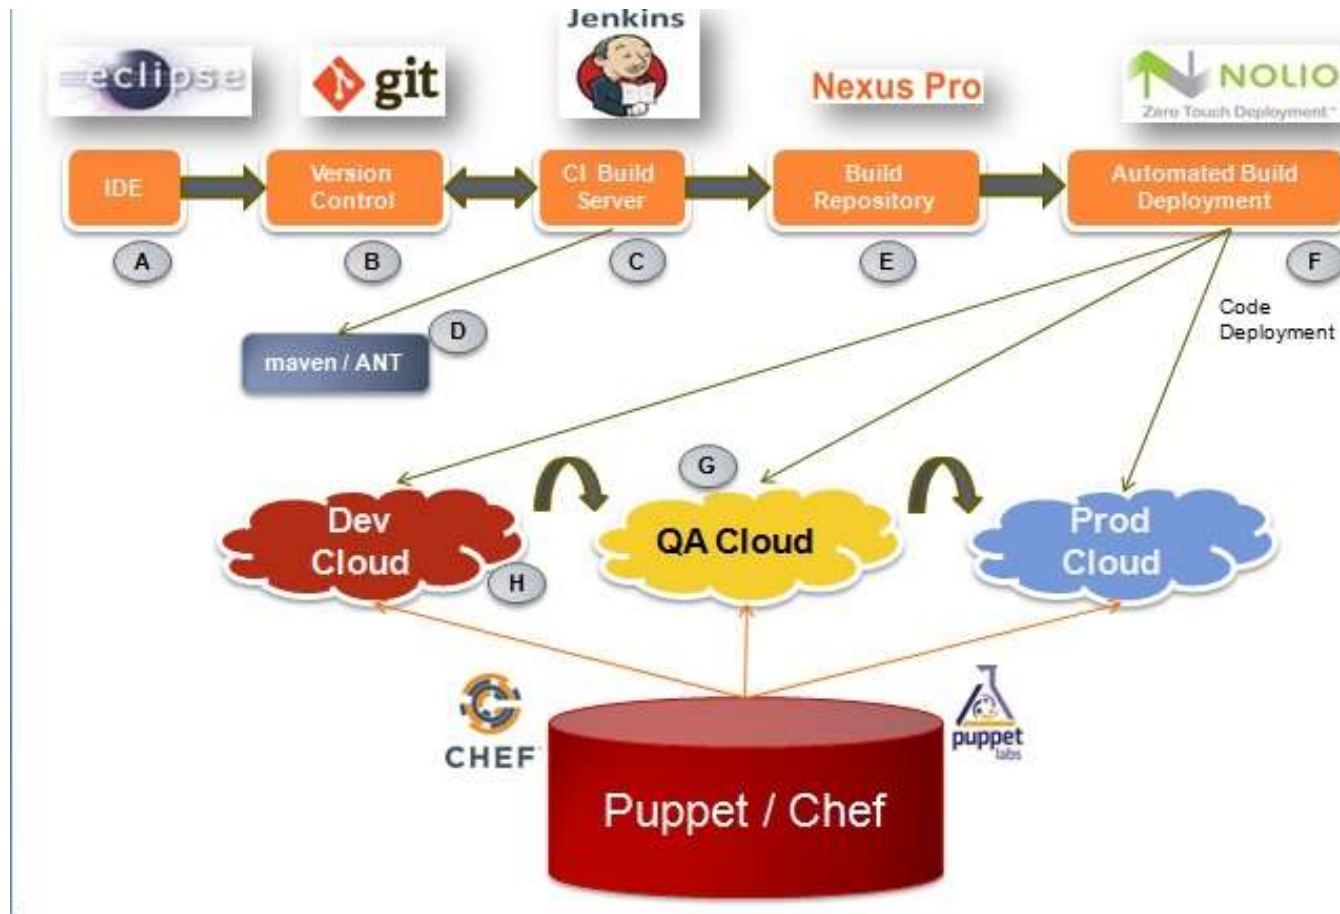 Jenkins
eclipse
git
Nexus Pro
NOLIO
Zero Touch Deployment™
IDE
Version
Control
CI Build
Server
Build
Repository
Automated Build
Deployment
A
B
C
E
F
D
maven / ANT
Code
Deployment
G
Dev
Cloud
QA Cloud
Prod
Cloud
H
CHEF
puppet
labs
Puppet / Chef